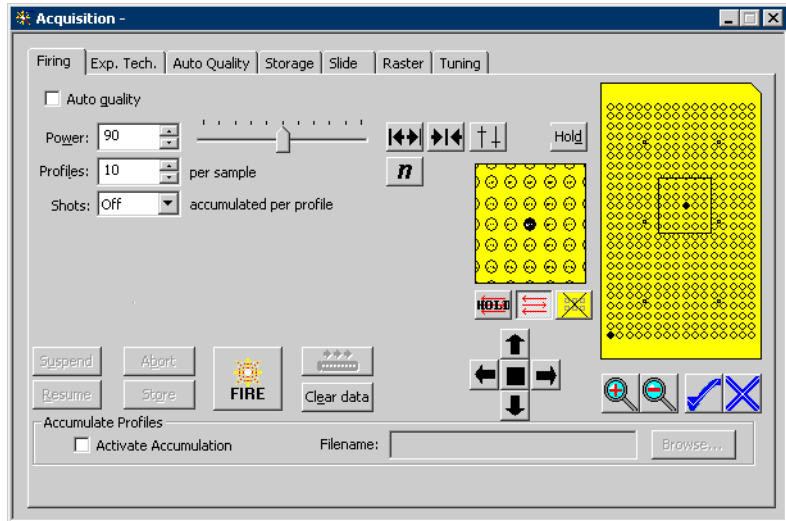 Acquisition -
Firing Exp. Tech. Auto Quality Storage Slide Raster Tuning
Auto quality
Power: 90
Hold
Profiles: 10 per sample
n
Shots: Off accumulated per profile
HOLD
Suspend Abort
FIRE
Resume Store
Clear data
Accumulate Profiles
Activate Accumulation Filename: Browse...